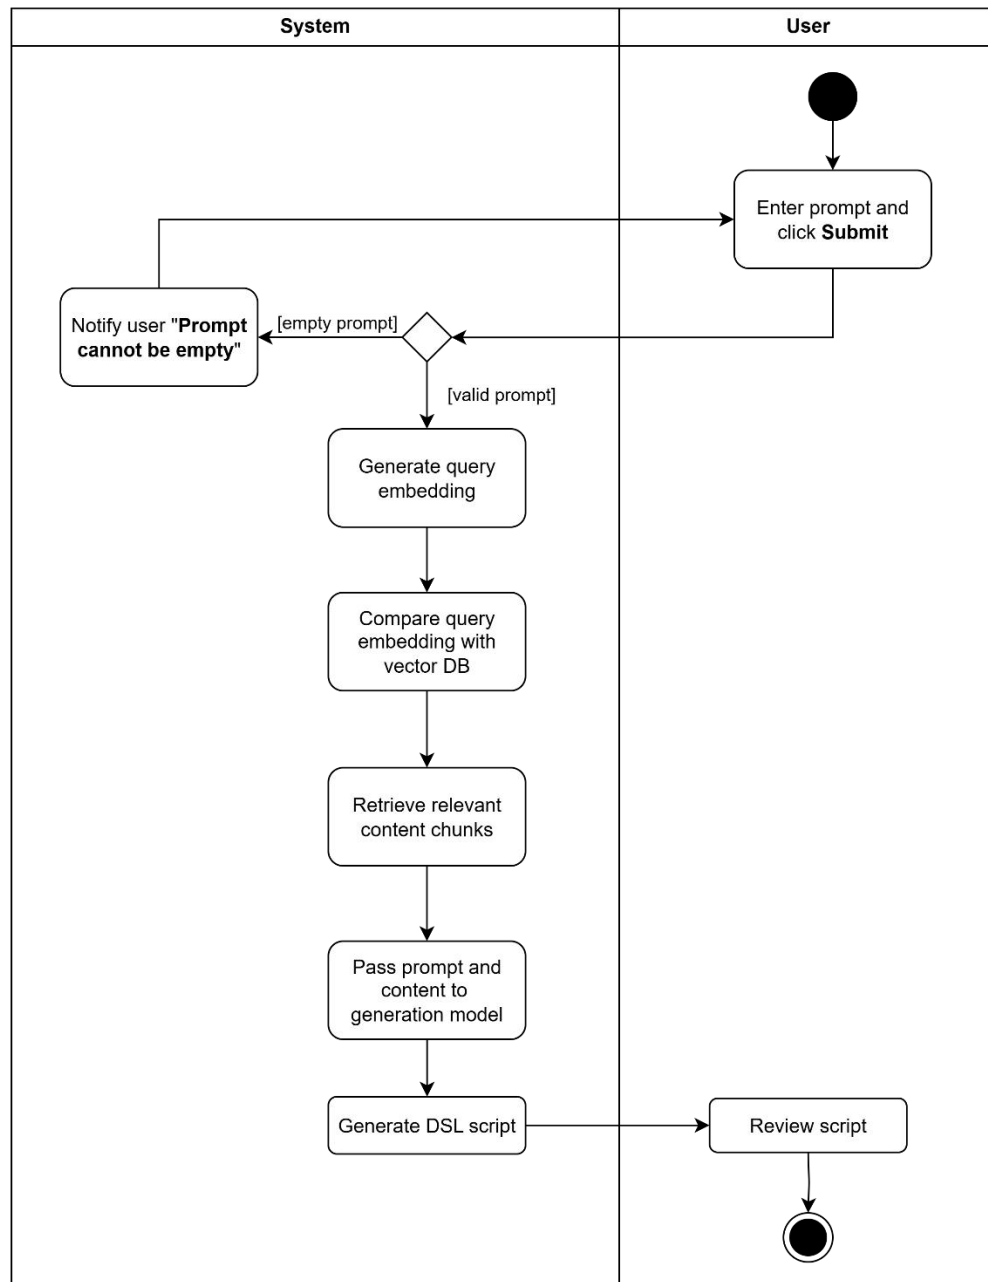 System
User
Enter prompt and
click Submit
Notify user "Prompt
cannot be empty"
[empty prompt]
[valid prompt]
Generate query
embedding
Compare query
embedding with
vector DB
Retrieve relevant
content chunks
Pass prompt and
content to
generation model
Generate DSL script
Review script